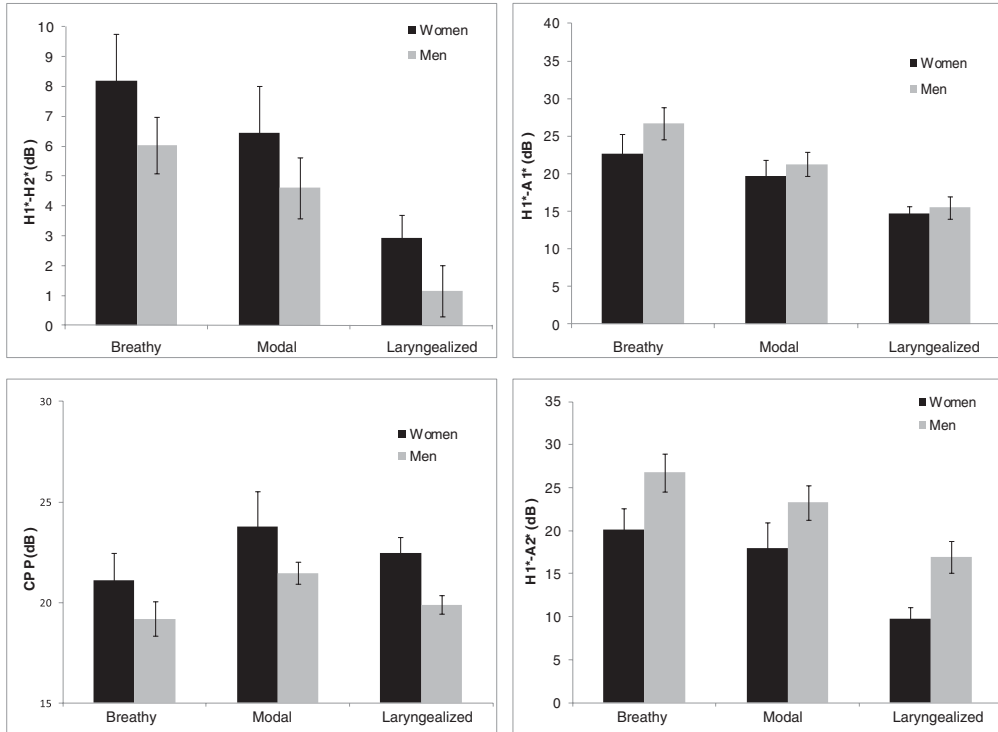 H1*-H2*(dB)
10
9
8
7
6
5
4
3
2
1
0
Women
Men
Breathy Modal Laryngealized
H1*-A1*(dB)
40
35
30
25
20
15
10
5
0
Women
Men
Breathy Modal Laryngealized
CPP(dB)
30
25
20
15
Women
Men
Breathy Modal Laryngealized
H1*-A2*(dB)
35
30
25
20
15
10
5
0
Women
Men
Breathy Modal Laryngealized